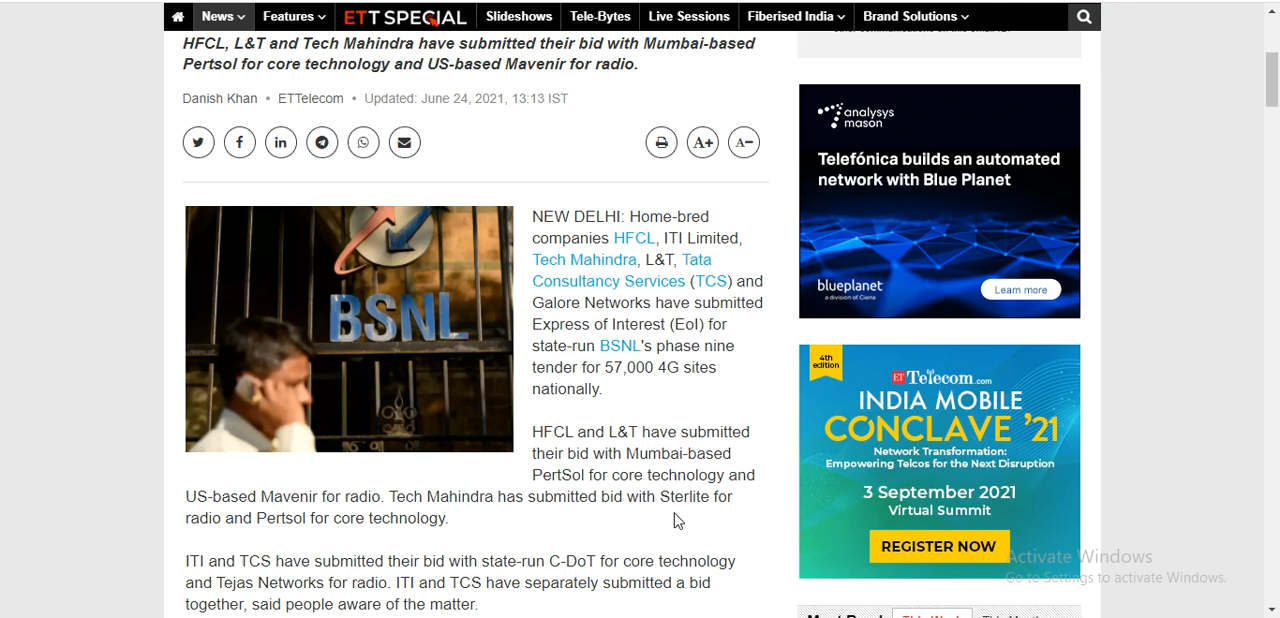 News
Features
ETT SPECIAL
Slideshows
Tele-Bytes
Live Sessions
Fiberised India
Brand Solutions
HFCL, L&T and Tech Mahindra have submitted their bid with Mumbai-based
Pertsol for core technology and US-based Mavenir for radio.
Danish Khan • ETTelecom • Updated: June 24, 2021, 13:13 IST
A+
A-
BSNL
NEW DELHI: Home-bred
companies HFCL, ITI Limited,
Tech Mahindra, L&T, Tata
Consultancy Services (TCS) and
Galore Networks have submitted
Express of Interest (EoI) for
state-run BSNL's phase nine
tender for 57,000 4G sites
nationally.
HFCL and L&T have submitted
their bid with Mumbai-based
PertSol for core technology and
US-based Mavenir for radio. Tech Mahindra has submitted bid with Sterlite for
radio and Pertsol for core technology.
ITI and TCS have submitted their bid with state-run C-DoT for core technology
and Tejas Networks for radio. ITI and TCS have separately submitted a bid
together, said people aware of the matter.
analysys
mason
Telefónica builds an automated
network with Blue Planet
blueplanet
a division of Ciena
Learn more
4th
edition
ET Telecom.com
INDIA MOBILE
CONCLAVE '21
Network Transformation:
Empowering Telcos for the Next Disruption
3 September 2021
Virtual Summit
REGISTER NOW
Activate Windows
Go to Settings to activate Windows.